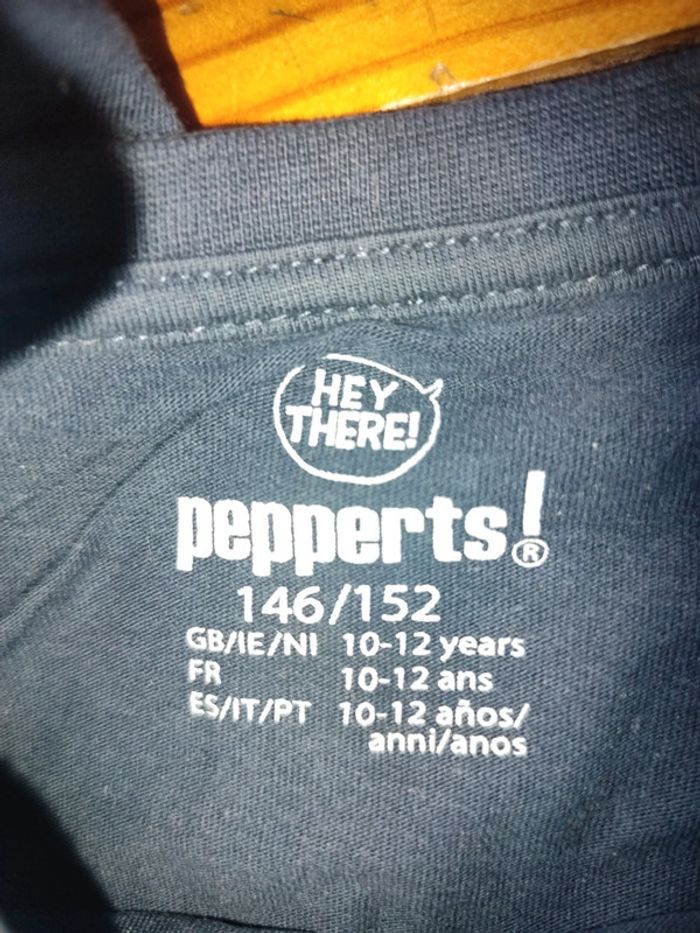 HEY
THERE!
pepperts!®
146/152
GB/IE/NI 10-12 years
FR 10-12 ans
ES/IT/PT 10-12 años/
anni/anos